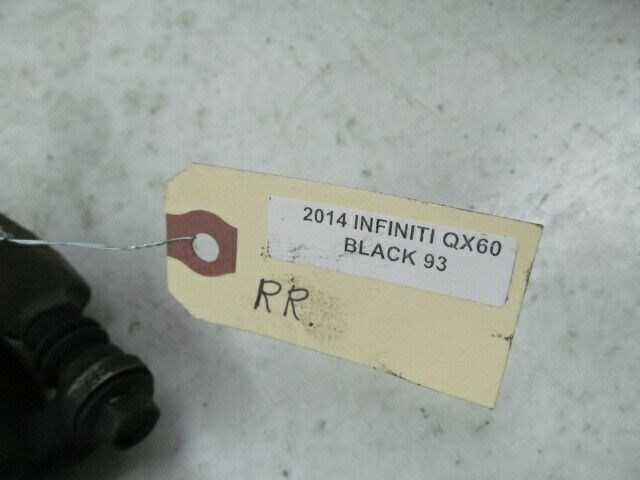 2014 INFINITI QX60
BLACK 93
RR.